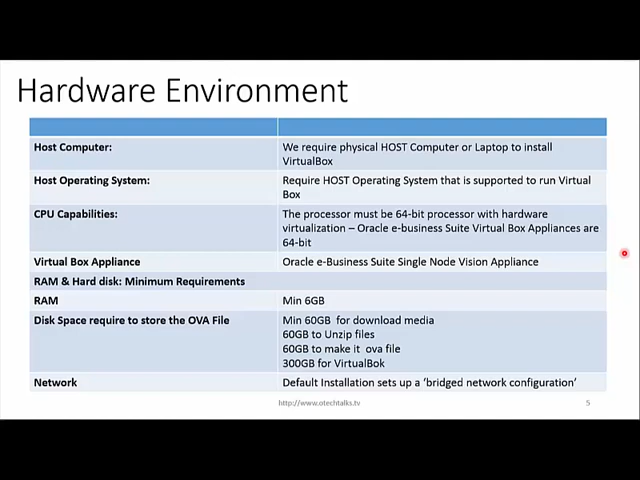 Hardware Environment
Host Computer:
We require physical HOST Computer or Laptop to install
VirtualBox
Host Operating System:
Require HOST Operating System that is supported to run Virtual
Box
CPU Capabilities:
The processor must be 64-bit processor with hardware
virtualization – Oracle e-business Suite Virtual Box Appliances are
64-bit
Virtual Box Appliance
Oracle e-Business Suite Single Node Vision Appliance
RAM & Hard disk: Minimum Requirements
RAM
Min 6GB
Disk Space require to store the OVA File
Min 60GB for download media
60GB to Unzip files
60GB to make it ova file
300GB for VirtualBok
Network
Default Installation sets up a ‘bridged network configuration’
http://www.otechtalks.tv
5